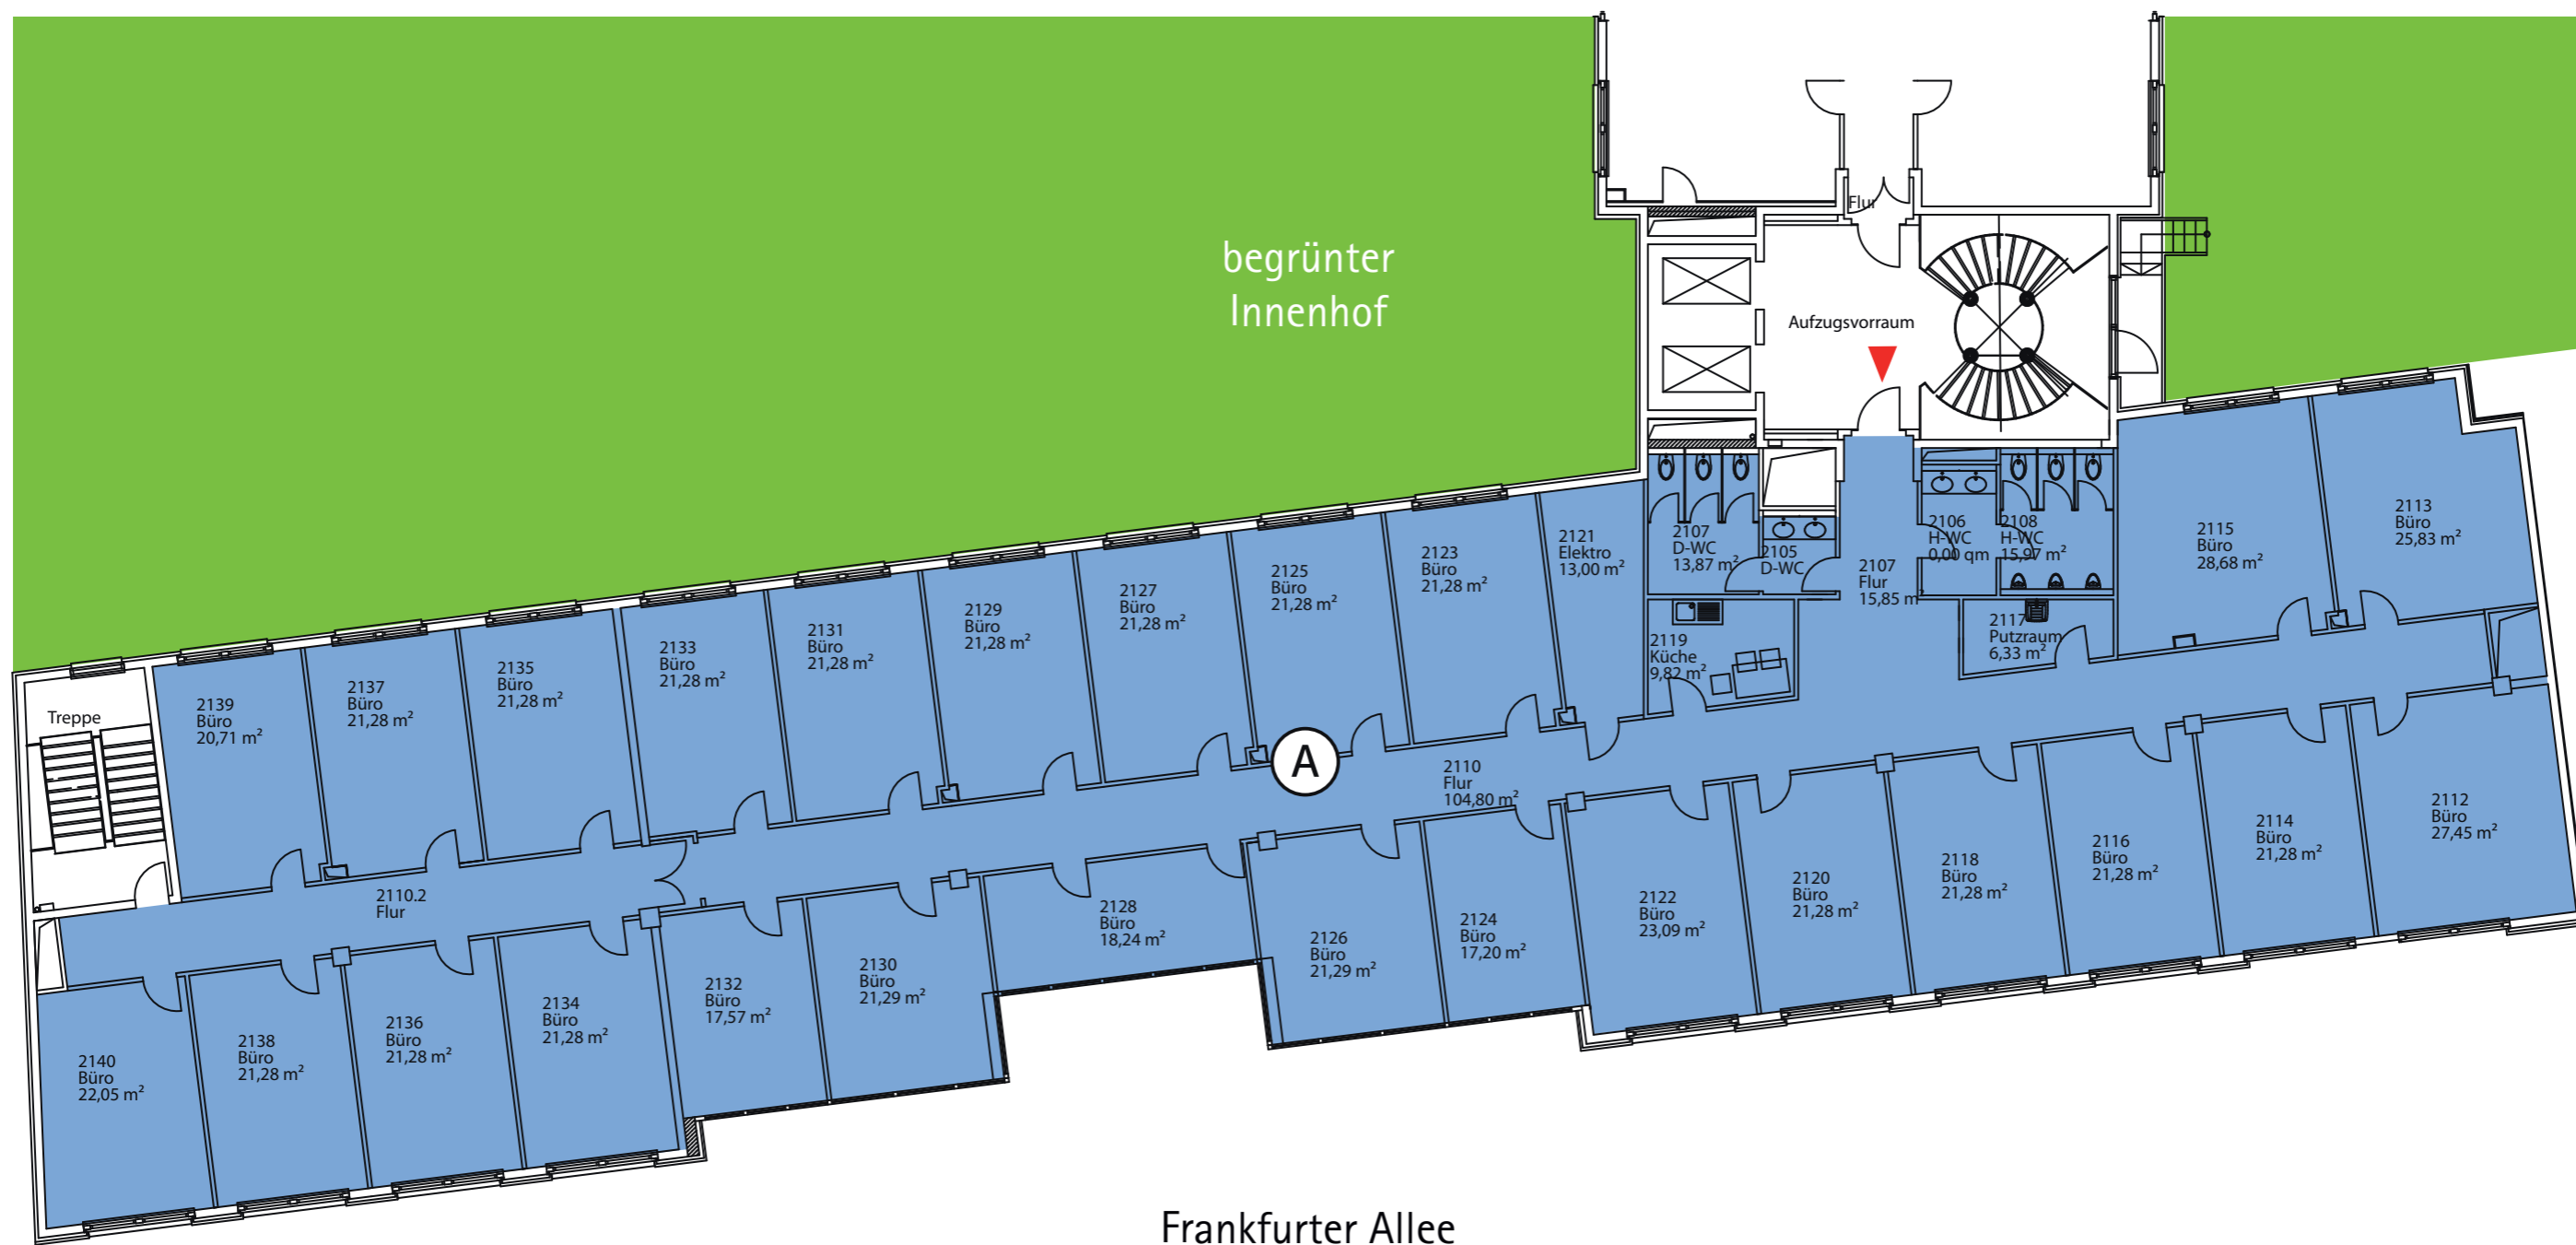 Flur
begrünter
Innenhof
Aufzugsvorraum
2113
Büro
25,83 m²
2115
Büro
28,68 m²
2106
H-WC
0,00 qm
2108
H-WC
15,97 m²
2107
D-WC
13,87 m²
2105
D-WC
2107
Flur
15,85 m²
2121
Elektro
13,00 m²
2123
Büro
21,28 m²
2125
Büro
21,28 m²
2127
Büro
21,28 m²
2129
Büro
21,28 m²
2131
Büro
21,28 m²
2133
Büro
21,28 m²
2135
Büro
21,28 m²
2137
Büro
21,28 m²
2139
Büro
20,71 m²
Treppe
2119
Küche
9,82 m²
2117
Putzraum
6,33 m²
A
2110
Flur
104,80 m²
2110.2
Flur
2112
Büro
27,45 m²
2114
Büro
21,28 m²
2116
Büro
21,28 m²
2118
Büro
21,28 m²
2120
Büro
21,28 m²
2122
Büro
23,09 m²
2124
Büro
17,20 m²
2126
Büro
21,29 m²
2128
Büro
18,24 m²
2130
Büro
21,29 m²
2132
Büro
17,57 m²
2134
Büro
21,28 m²
2136
Büro
21,28 m²
2138
Büro
21,28 m²
2140
Büro
22,05 m²
Frankfurter Allee